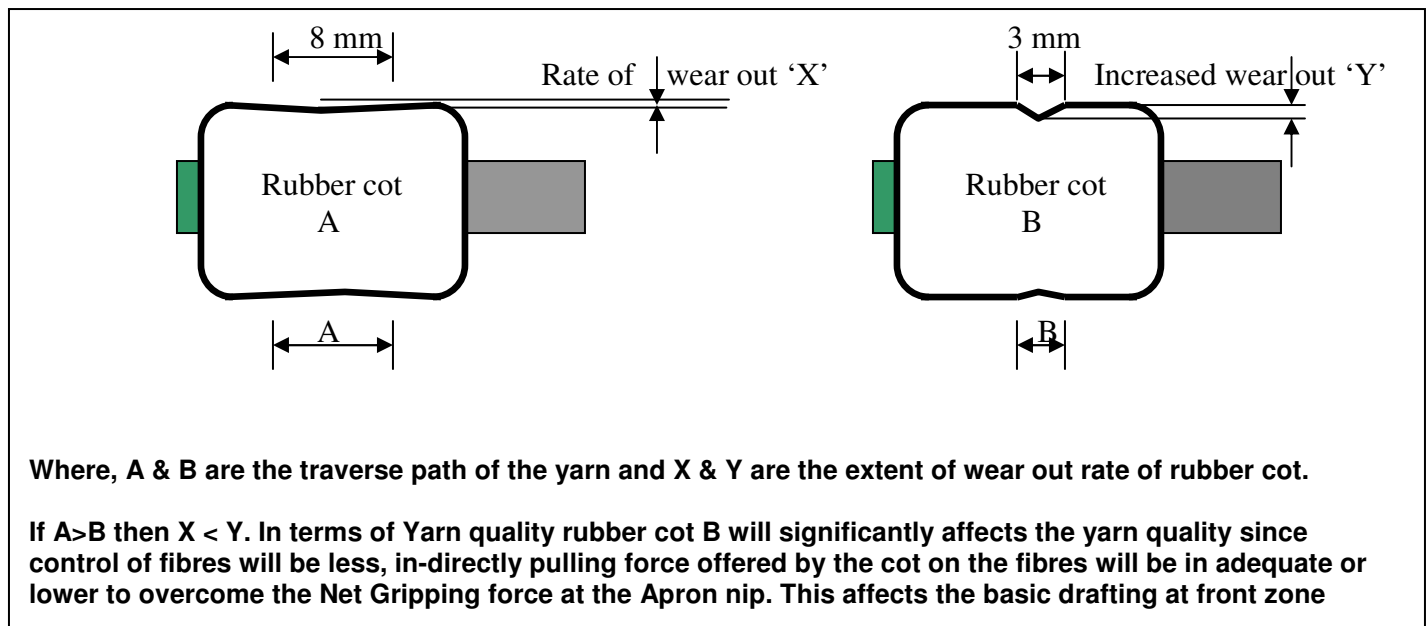 8 mm
3 mm
Rate of wear out ‘X’
Increased wear out ‘Y’
Rubber cot
A
Rubber cot
B
A
B
Where, A & B are the traverse path of the yarn and X & Y are the extent of wear out rate of rubber cot.
If A>B then X < Y. In terms of Yarn quality rubber cot B will significantly affects the yarn quality since
control of fibres will be less, in-directly pulling force offered by the cot on the fibres will be in adequate or
lower to overcome the Net Gripping force at the Apron nip. This affects the basic drafting at front zone